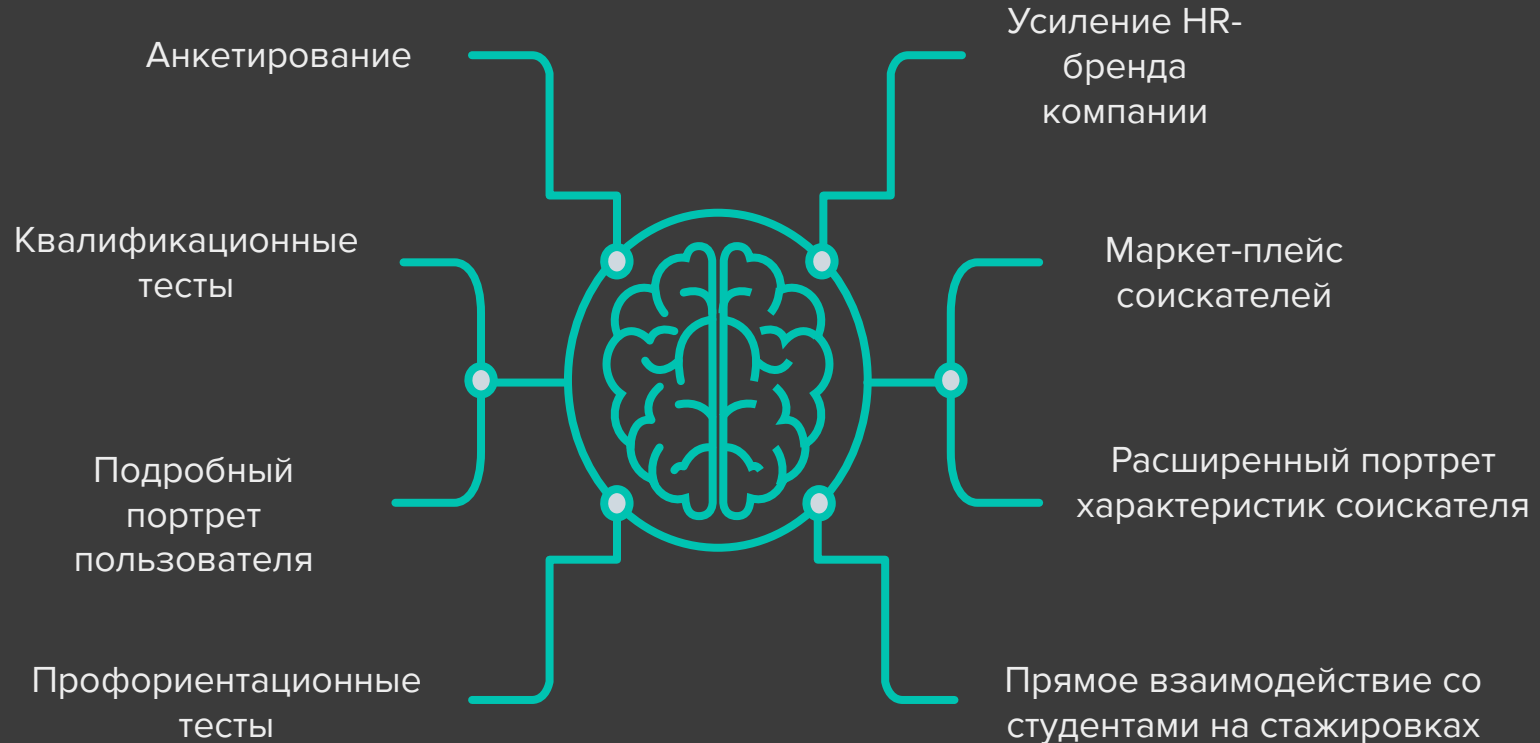 Анкетирование
Квалификационные
тесты
Подробный
портрет
пользователя
Профориентационные
тесты
Усиление HR-
бренда
компании
Маркет-плейс
соискателей
Расширенный портрет
характеристик соискателя
Прямое взаимодействие со
студентами на стажировках